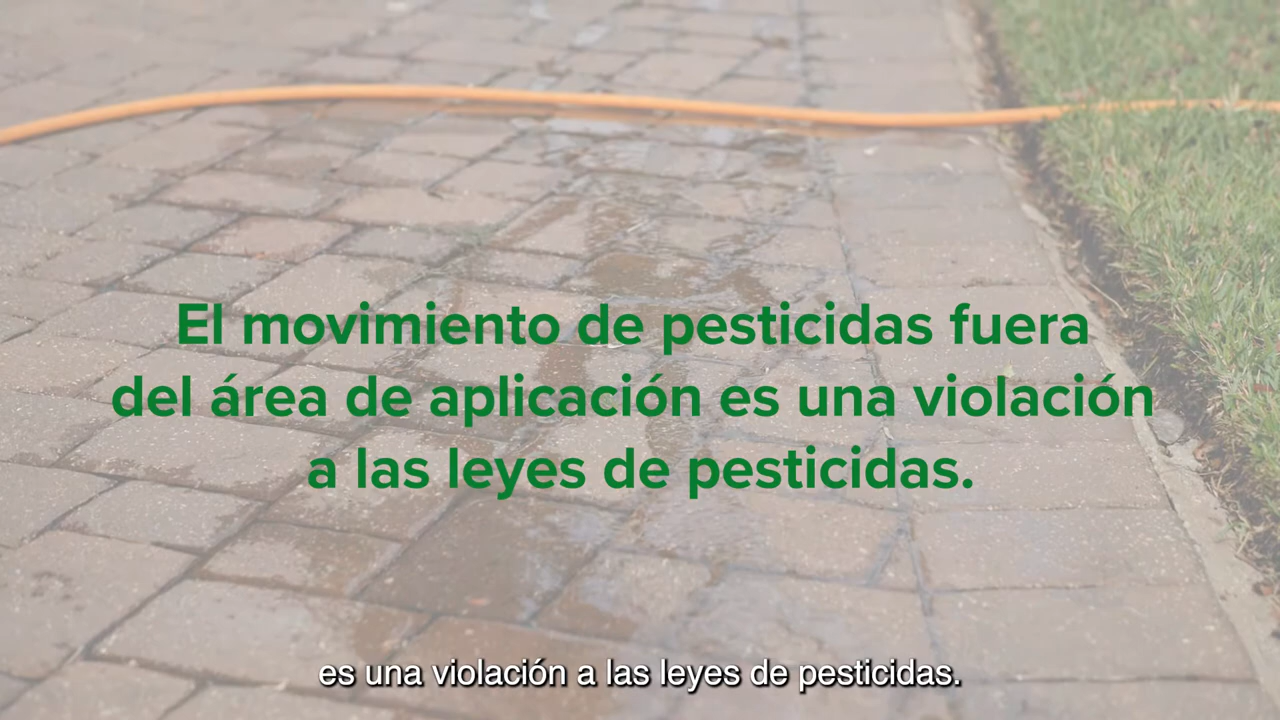 El movimiento de pesticidas fuera
del área de aplicación es una violación
a las leyes de pesticidas.
es una violación a las leyes de pesticidas.